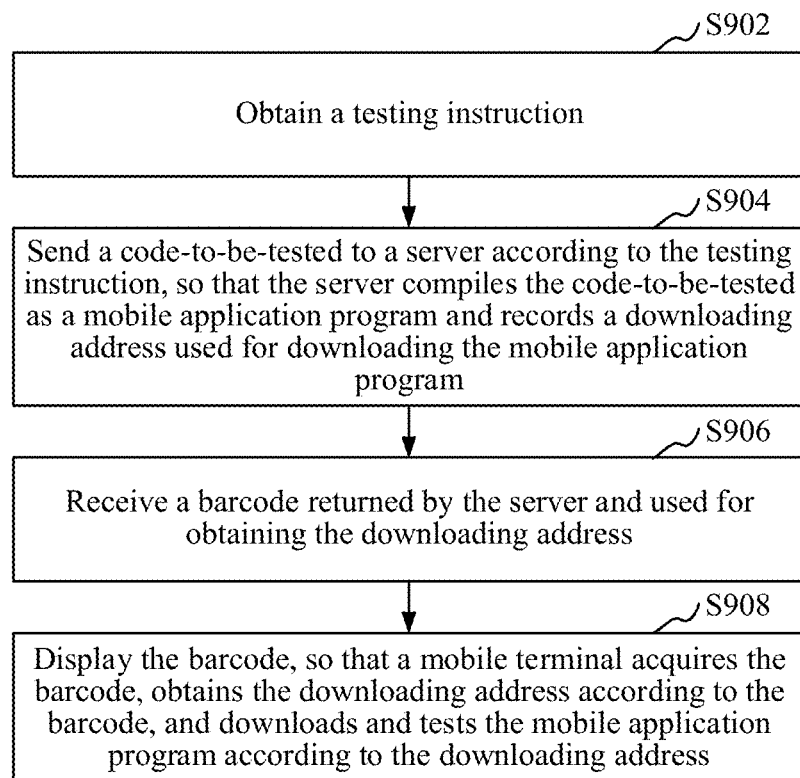 S902
Obtain a testing instruction
S904
Send a code-to-be-tested to a server according to the testing
instruction, so that the server compiles the code-to-be-tested
as a mobile application program and records a downloading
address used for downloading the mobile application
program
S906
Receive a barcode returned by the server and used for
obtaining the downloading address
S908
Display the barcode, so that a mobile terminal acquires the
barcode, obtains the downloading address according to the
barcode, and downloads and tests the mobile application
program according to the downloading address